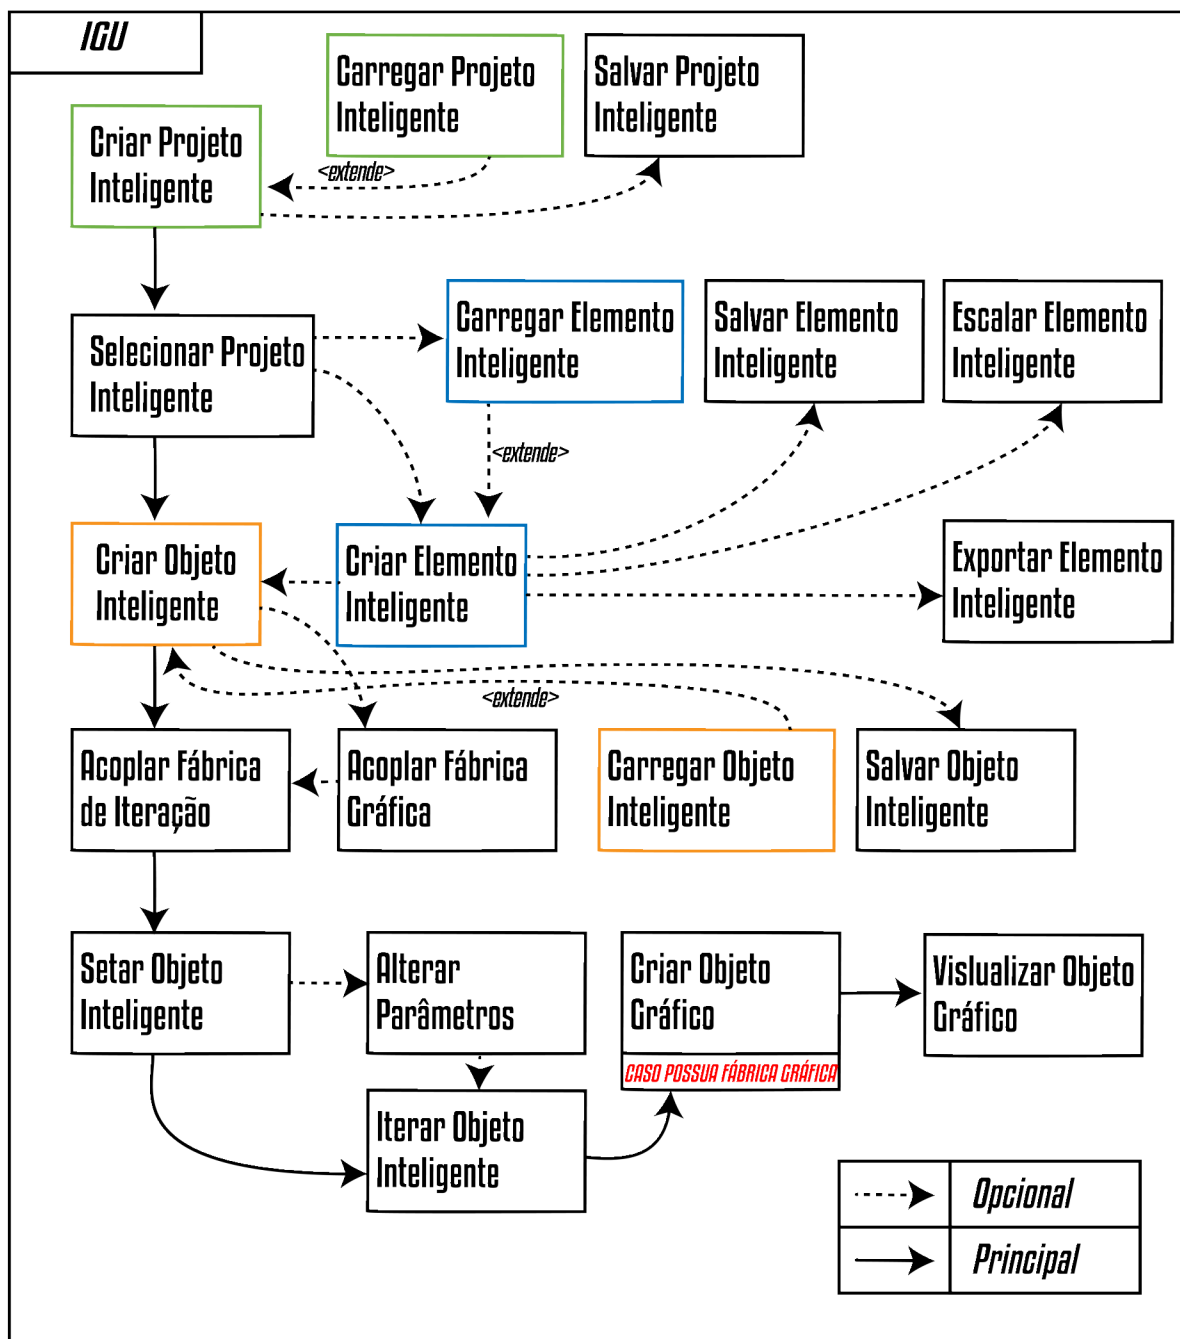 IGU
Carregar Projeto
Inteligente
Salvar Projeto
Inteligente
Criar Projeto
Inteligente
<extende>
Selecionar Projeto
Inteligente
Carregar Elemento
Inteligente
Salvar Elemento
Inteligente
Escalar Elemento
Inteligente
<extende>
Criar Objeto
Inteligente
Criar Elemento
Inteligente
Exportar Elemento
Inteligente
<extende>
Acoplar Fábrica
de Iteração
Acoplar Fábrica
Gráfica
Carregar Objeto
Inteligente
Salvar Objeto
Inteligente
Setar Objeto
Inteligente
Alterar
Parâmetros
Criar Objeto
Gráfico
CASO POSSUA FÁBRICA GRÁFICA
Vislualizar Objeto
Gráfico
Iterar Objeto
Inteligente
Opcional
Principal